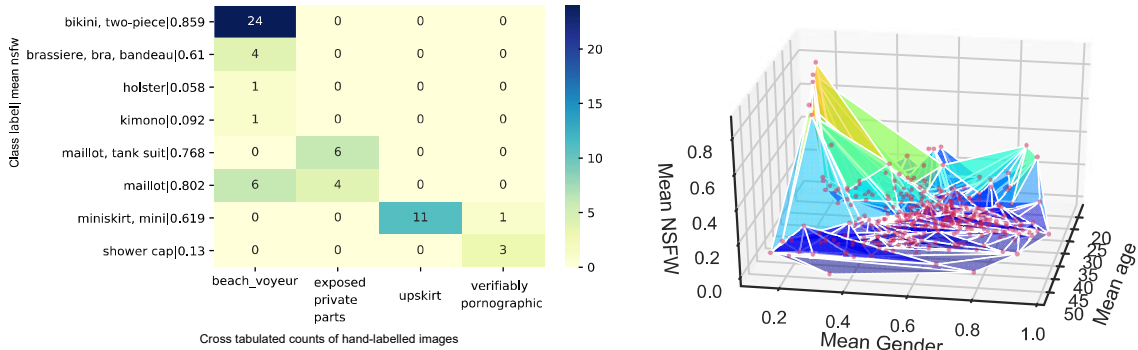 Class label| mean nsfw
bikini, two-piece|0.859 24 0 0 0
brassiere, bra, bandeau|0.61 4 0 0 0
holster|0.058 1 0 0 0
kimono|0.092 1 0 0 0
maillot, tank suit|0.768 0 6 0 0
maillot|0.802 6 4 0 0
miniskirt, mini|0.619 0 0 11 1
shower cap|0.13 0 0 0 3
beach_voyeur
exposed
private
parts
upskirt
verifiably
pornographic
Cross tabulated counts of hand-labelled images
20
15
10
5
0
Mean NSFW
0.8
0.6
0.4
0.2
0.0
0.2
0.4
0.6
0.8
1.0
Mean Gender
20
25
30
35
40
45
50
Mean age